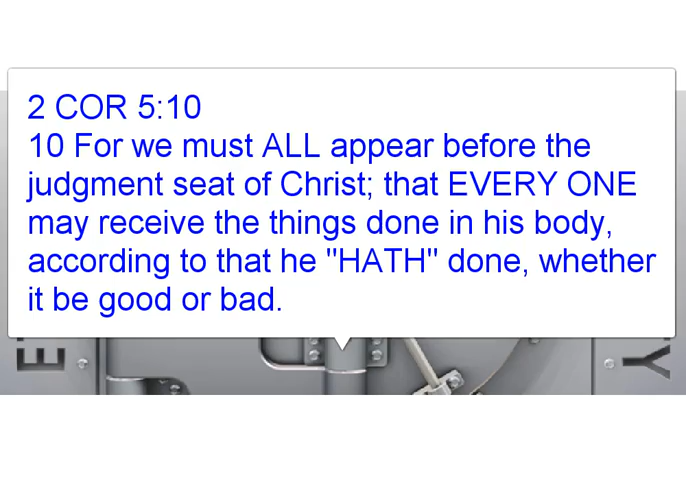 2 COR 5:10
10 For we must ALL appear before the
judgment seat of Christ; that EVERY ONE
may receive the things done in his body,
according to that he "HATH" done, whether
it be good or bad.
E
Y